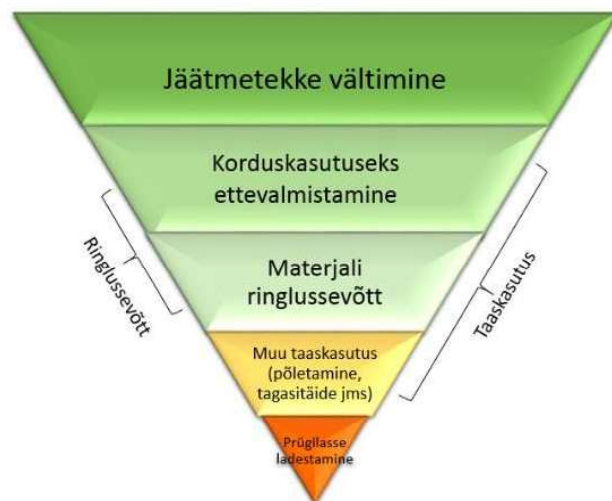 Jäätmetekke vältimine
Korduskasutuseks
ettevalmistamine
Materjali
ringlussevõtt
Muu taaskasutus
(põletamine,
tagasitäide jms)
Prügilasse
ladestamine
Ringlussevõtt
Taaskasutus